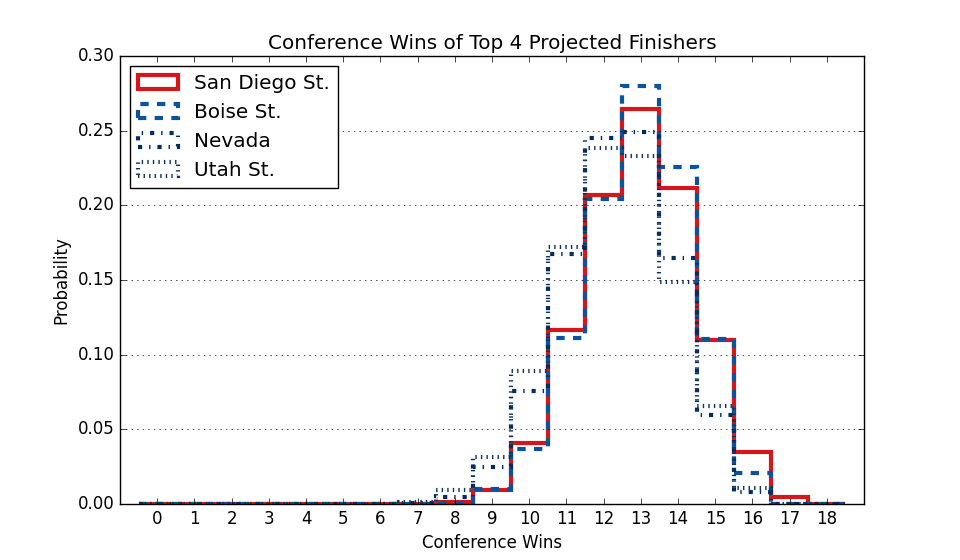 Conference Wins of Top 4 Projected Finishers
San Diego St.
Boise St.
Nevada
Utah St.
0.30
0.25
0.20
0.15
0.10
0.05
0.00
Probability
0 1 2 3 4 5 6 7 8 9 10 11 12 13 14 15 16 17 18
Conference Wins